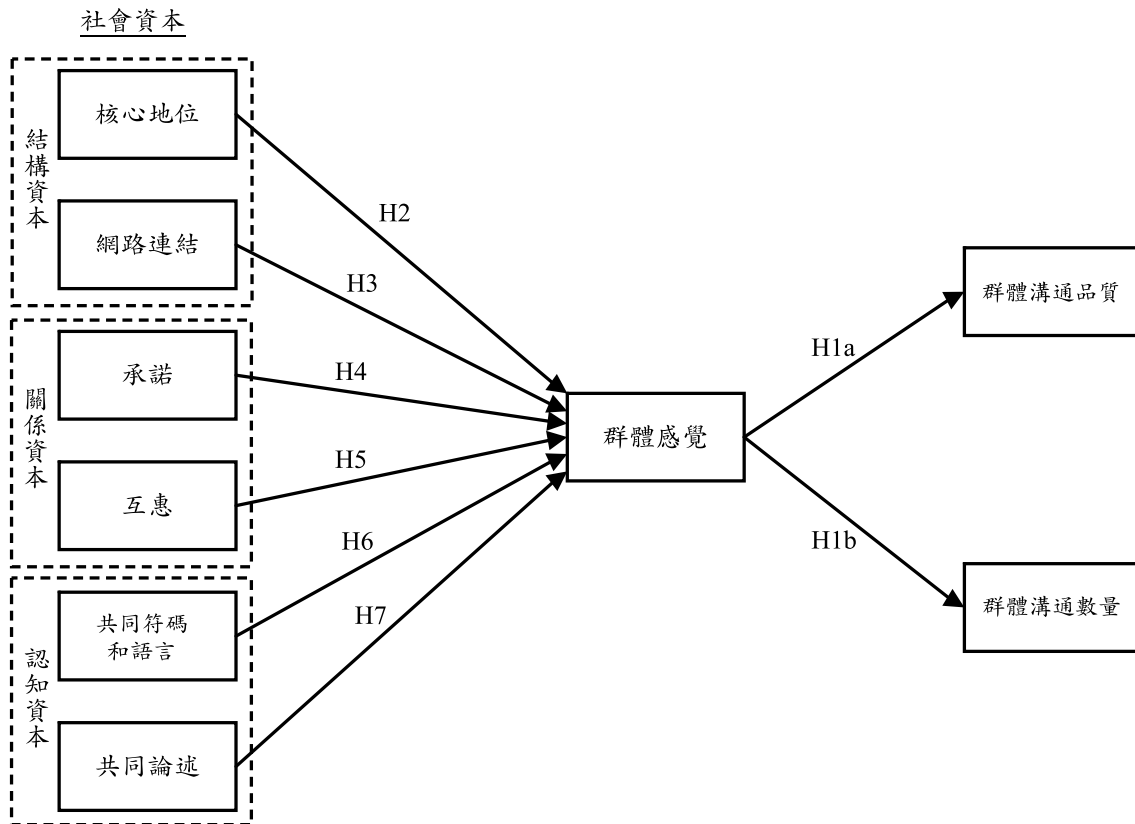 社會資本
結構資本
核心地位
網路連結
關係資本
承諾
互惠
認知資本
共同符碼
和語言
共同論述
H2
H3
H4
H5
H6
H7
群體感覺
H1a
H1b
群體溝通品質
群體溝通數量